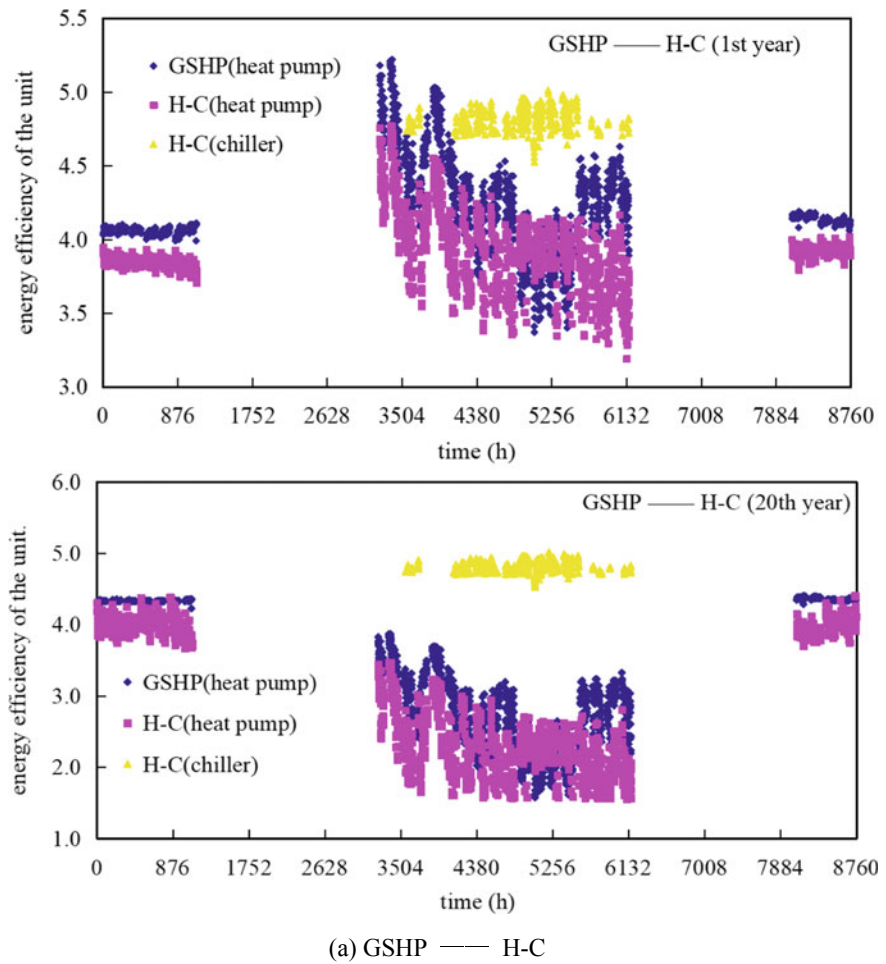 GSHP —— H-C (1st year)
GSHP(heat pump)
H-C(heat pump)
H-C(chiller)
energy efficiency of the unit
5.5
5.0
4.5
4.0
3.5
3.0
0 876 1752 2628 3504 4380 5256 6132 7008 7884 8760
time (h)
GSHP —— H-C (20th year)
energy efficiency of the unit.
6.0
5.0
4.0
3.0
2.0
1.0
GSHP(heat pump)
H-C(heat pump)
H-C(chiller)
0 876 1752 2628 3504 4380 5256 6132 7008 7884 8760
time (h)
(a) GSHP —— H-C